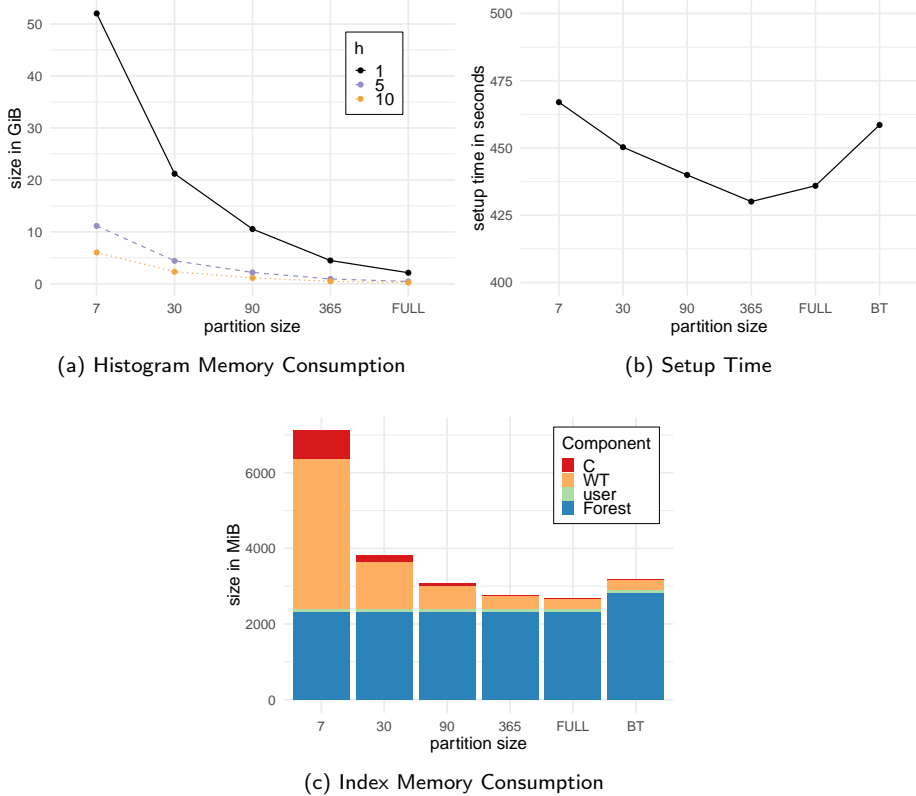 50
40
30
20
10
0
size in GiB
h
1
5
10
7 30 90 365 FULL
partition size
(a) Histogram Memory Consumption
500
475
450
425
400
setup time in seconds
7 30 90 365 FULL BT
partition size
(b) Setup Time
6000
4000
2000
0
size in MiB
Component
C
WT
user
Forest
7 30 90 365 FULL BT
partition size
(c) Index Memory Consumption